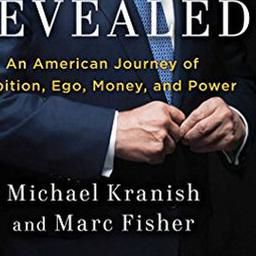 EVEALED
An American Journey of
bition, Ego, Money, and Power
Michael Kranish
and Marc Fisher